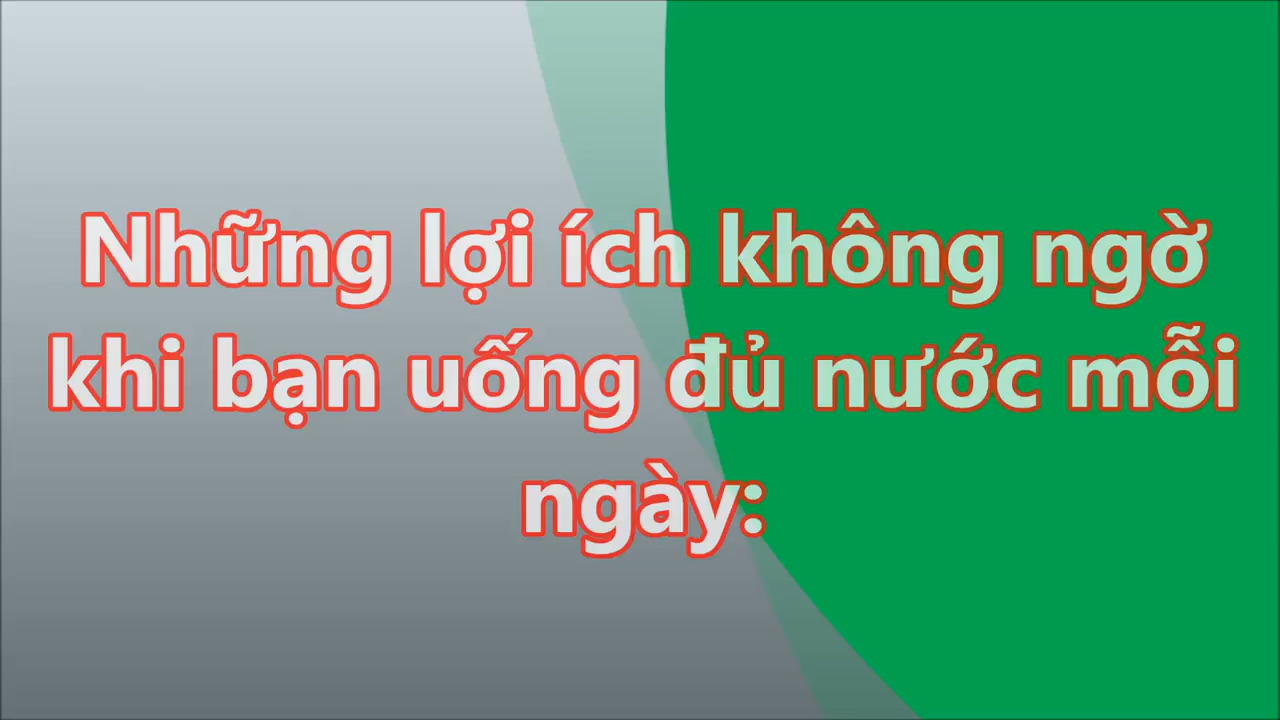 Những lợi ích không ngờ
khi bạn uống đủ nước mỗi
ngày: